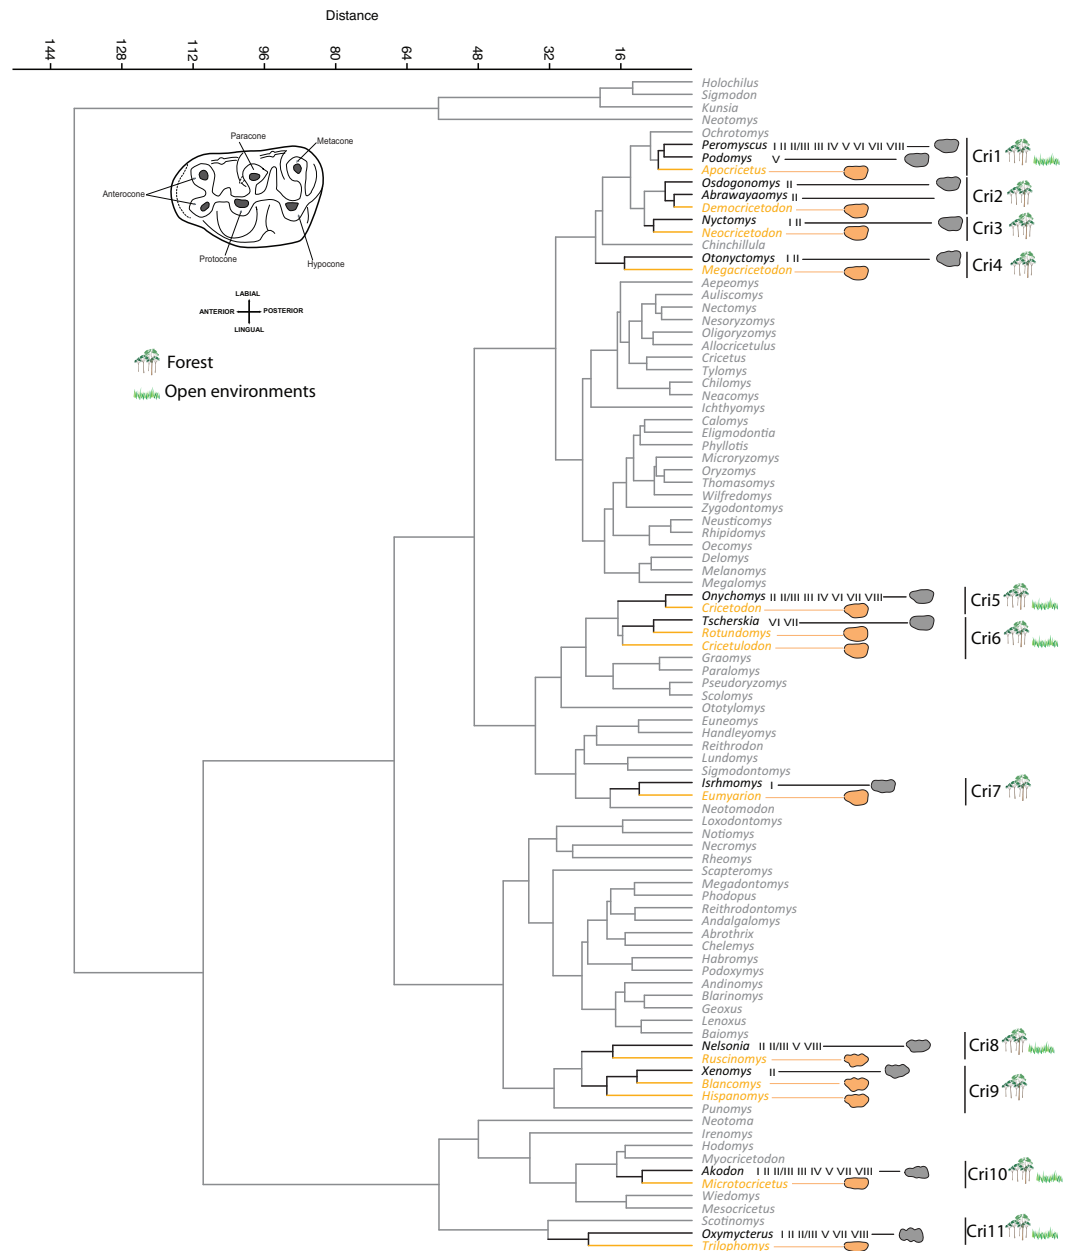 Distance
144 128 112 96 80 64 48 32 16
Paracone
Metacone
Anterocone
Protocone
Hypocone
LABIAL
ANTERIOR POSTERIOR
LINGUAL
Forest
Open environments
Holochilus
Sigmodon
Kunsia
Neotomys
Ochrotomys
Peromyscus I II II/III III IV V VI VII VIII
Podomys V
Apocricetus
Cri1
Osdogonomys II
Abrawayaomys II
Democricetodon
Cri2
Nyctomys I II
Neocricetodon
Cri3
Chinchillula
Otonyctomys I II
Megacricetodon
Cri4
Aepeomys
Auliscomys
Nectomys
Nesoryzomys
Oligoryzomys
Allocricetulus
Cricetus
Tylomys
Chilomys
Neacomys
Ichthyomys
Calomys
Eligmodontia
Phyllotis
Microryzomys
Oryzomys
Thomasomys
Wilfredomys
Zygodontomys
Neusticomys
Rhipidomys
Oecomys
Delomys
Melanomys
Megalomys
Onychomys II II/III III IV VI VII VIII
Cricetodon
Cri5
Tscherskia VI VII
Rotundomys
Cricetulodon
Cri6
Graomys
Paralomys
Pseudoryzomys
Scolomys
Ototylomys
Euneomys
Handleyomys
Reithrodon
Lundomys
Sigmodontomys
Isrhmomys I
Eumyarion
Cri7
Neotomodon
Loxodontomys
Notiomys
Necromys
Rheomys
Scapteromys
Megadontomys
Phodopus
Reithrodontomys
Andalgalomys
Abrothrix
Chelemys
Habromys
Podoxymys
Andinomys
Blarinomys
Geoxus
Lenoxus
Baiomys
Nelsonia II II/III V VIII
Ruscinomys
Cri8
Xenomys II
Blancomys
Hispanomys
Cri9
Punomys
Neotoma
Irenomys
Hodomys
Myocricetodon
Akodon I II II/III III IV V VII VIII
Microtocricetus
Cri10
Wiedomys
Mesocricetus
Scotinomys
Oxymycterus I II II/III V VII VIII
Trilophomys
Cri11